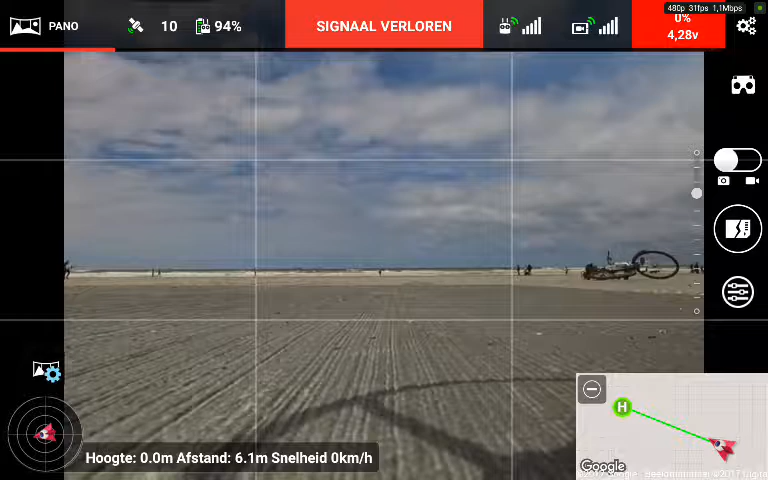 480p 31fps 1,1Mbps
PANO
10
94%
SIGNAAL VERLOREN
0%
4,28v
H
Hoogte: 0.0m Afstand: 6.1m Snelheid 0km/h
Google